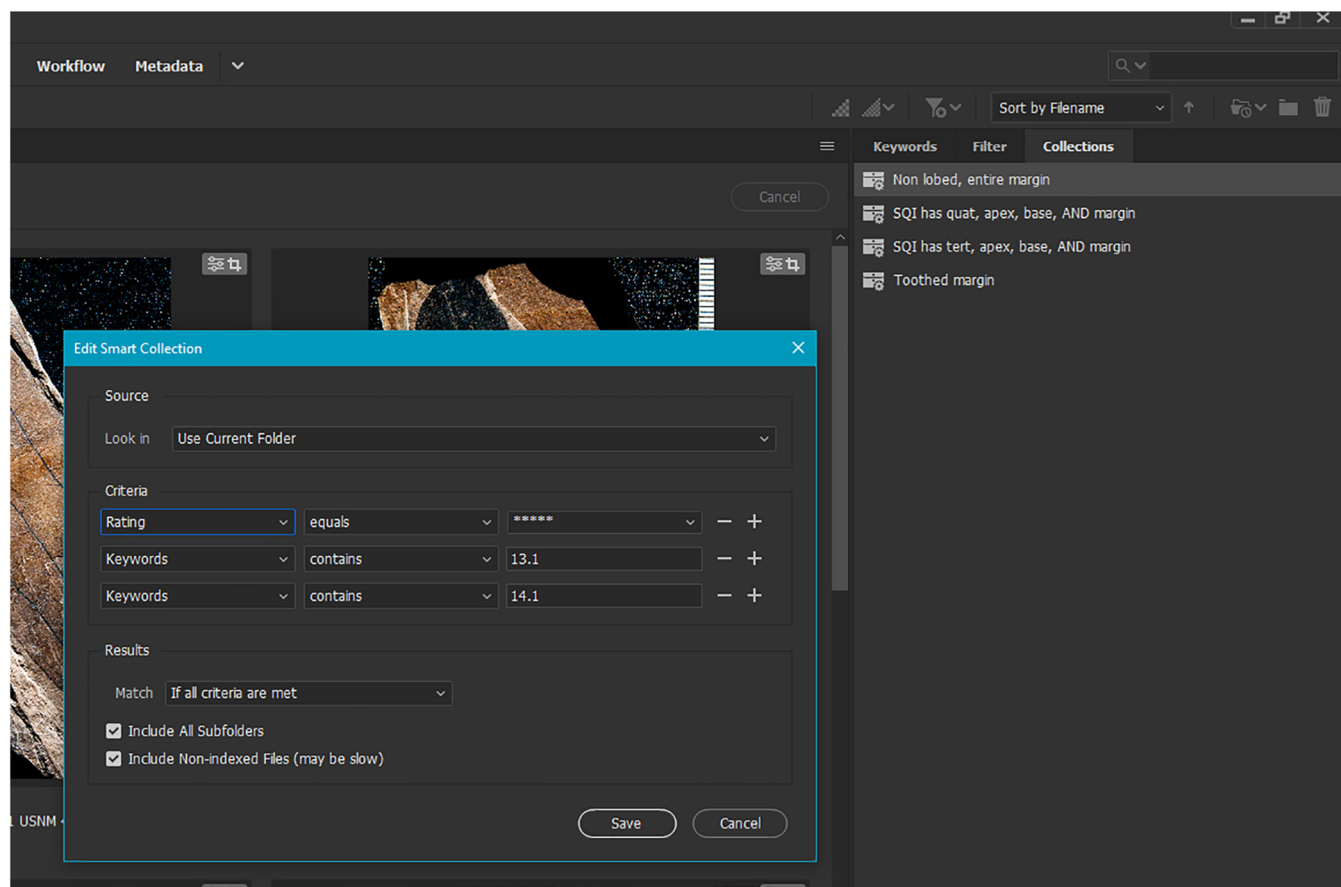 Workflow Metadata
Sort by Filename
Keywords Filter Collections
Cancel
Non lobed, entire margin
SQI has quat, apex, base, AND margin
SQI has tert, apex, base, AND margin
Toothed margin
Edit Smart Collection
Source
Look in Use Current Folder
Criteria
Rating equals *****
Keywords contains 13.1
Keywords contains 14.1
Results
Match If all criteria are met
Include All Subfolders
Include Non-indexed Files (may be slow)
Save Cancel
USNM